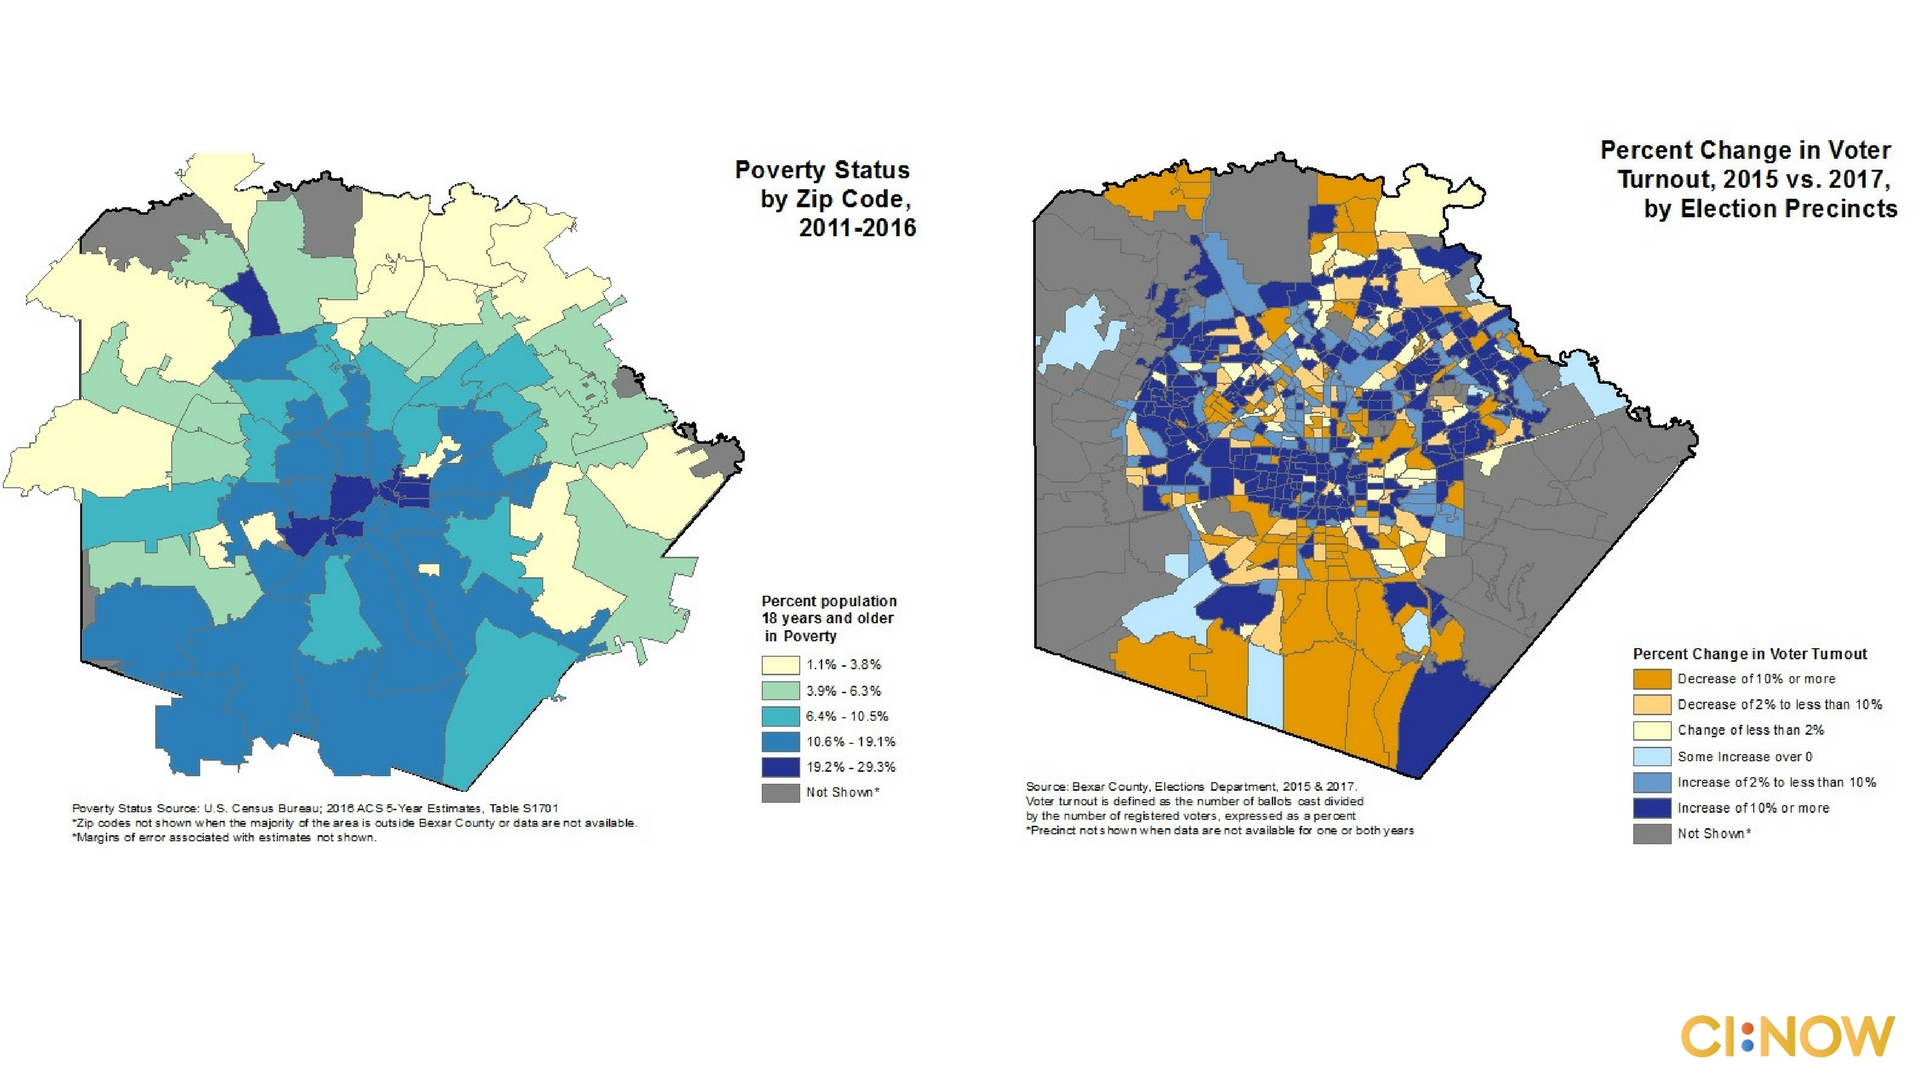 Poverty Status
by Zip Code,
2011-2016
Percent population
18 years and older
in Poverty
1.1% - 3.8%
3.9% - 6.3%
6.4% - 10.5%
10.6% - 19.1%
19.2% - 29.3%
Not Shown*
Poverty Status Source: U.S. Census Bureau; 2016 ACS 5-Year Estimates, Table S1701
*Zip codes not shown when the majority of the area is outside Bexar County or data are not available.
*Margins of error associated with estimates not shown.
Percent Change in Voter
Turnout, 2015 vs. 2017,
by Election Precincts
Percent Change in Voter Turnout
Decrease of 10% or more
Decrease of 2% to less than 10%
Change of less than 2%
Some Increase over 0
Increase of 2% to less than 10%
Increase of 10% or more
Not Shown*
Source: Bexar County, Elections Department, 2015 & 2017.
Voter turnout is defined as the number of ballots cast divided
by the number of registered voters, expressed as a percent
*Precinct not shown when data are not available for one or both years
CI:NOW